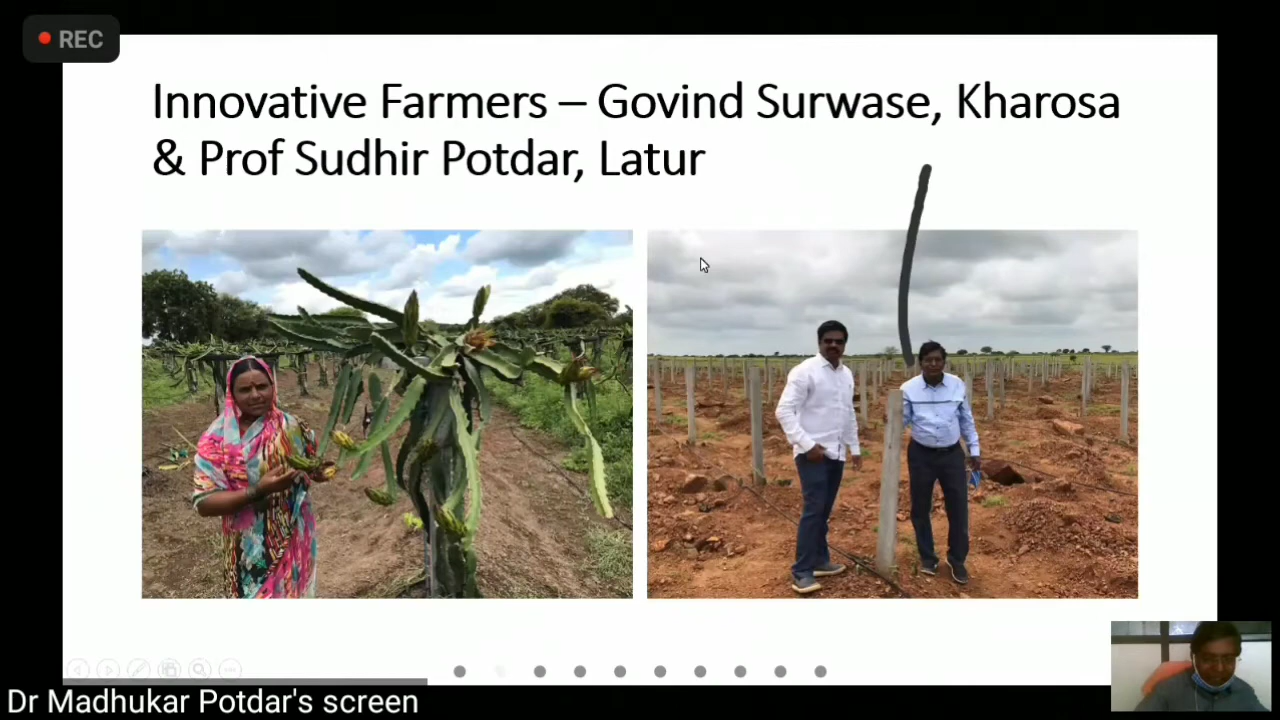 REC
Innovative Farmers – Govind Surwase, Kharosa
& Prof Sudhir Potdar, Latur
Dr Madhukar Potdar's screen